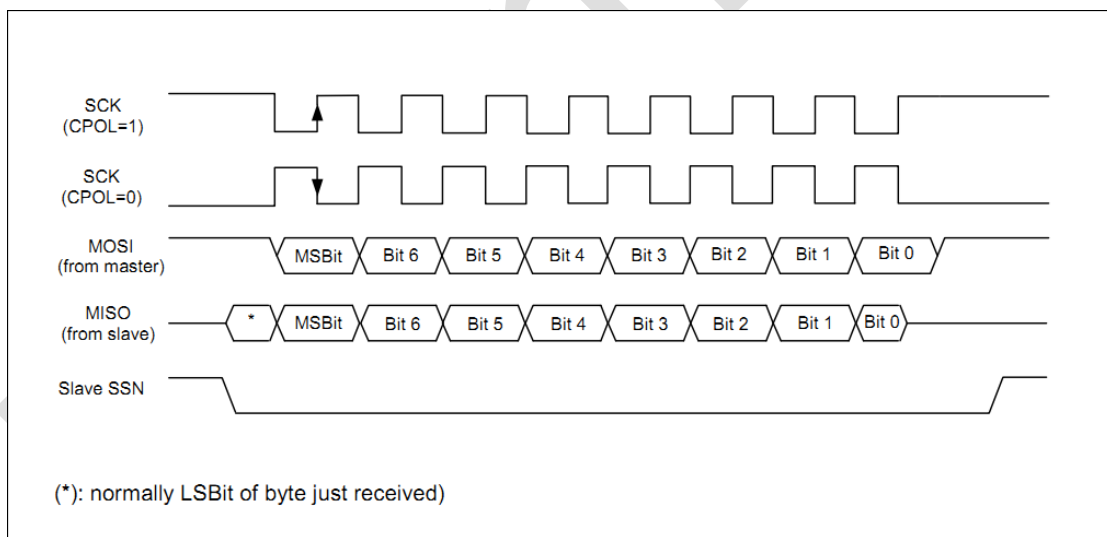 SCK
(CPOL=1)
SCK
(CPOL=0)
MOSI
(from master)
MSBit Bit 6 Bit 5 Bit 4 Bit 3 Bit 2 Bit 1 Bit 0
MISO
(from slave)
* MSBit Bit 6 Bit 5 Bit 4 Bit 3 Bit 2 Bit 1 Bit 0
Slave SSN
(*): normally LSBit of byte just received)